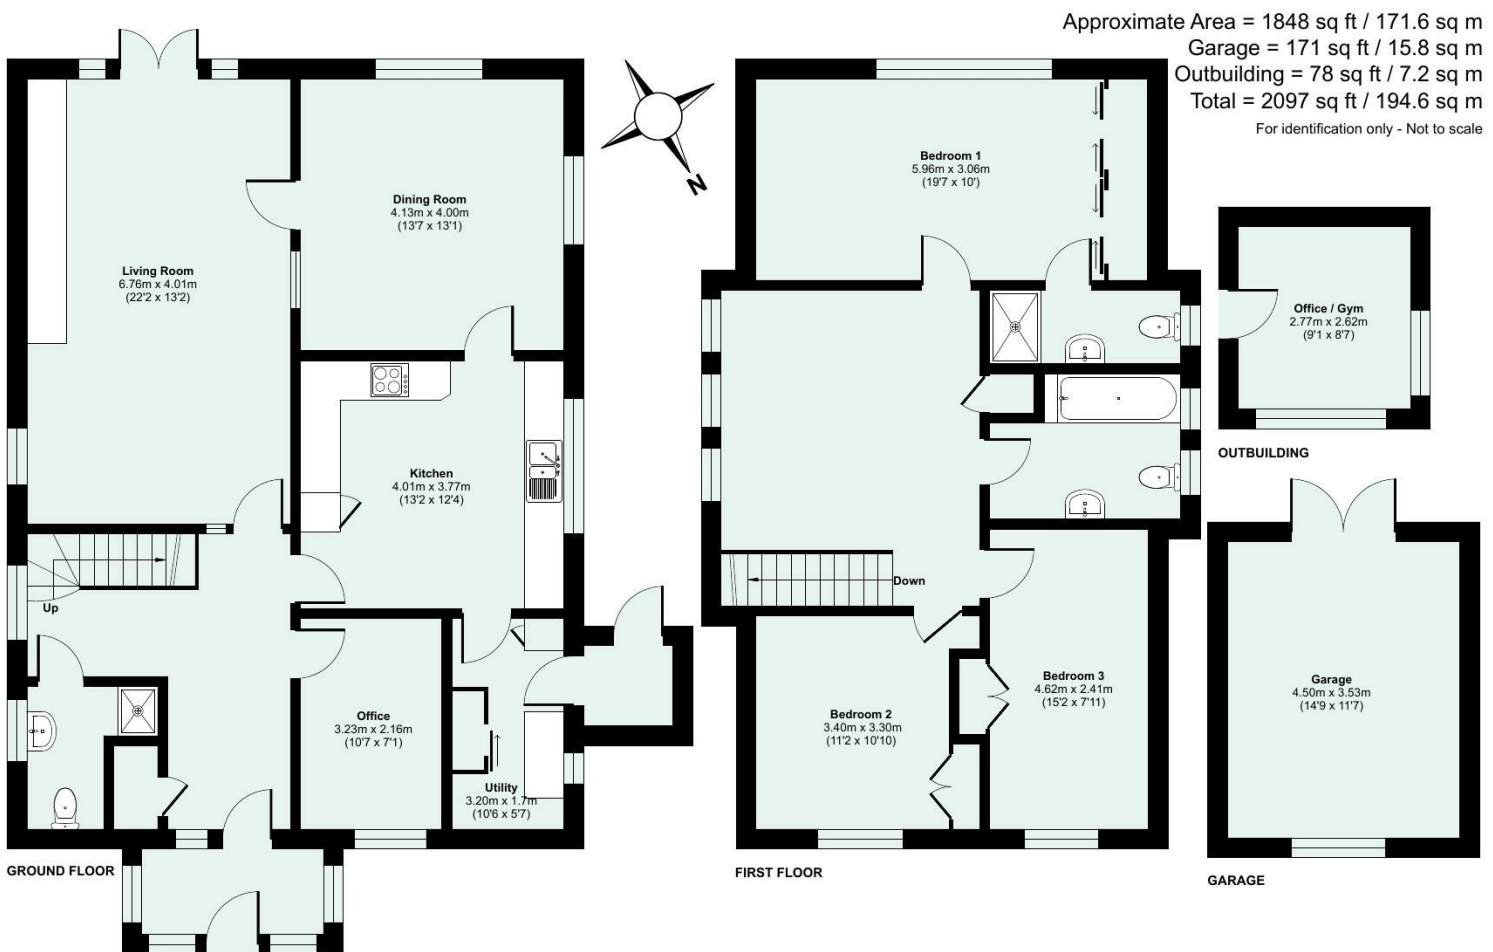 Approximate Area = 1848 sq ft / 171.6 sq m
Garage = 171 sq ft / 15.8 sq m
Outbuilding = 78 sq ft / 7.2 sq m
Total = 2097 sq ft / 194.6 sq m
For identification only - Not to scale
N
Living Room
6.76m x 4.01m
(22'2 x 13'2)
Dining Room
4.13m x 4.00m
(13'7 x 13'1)
Kitchen
4.01m x 3.77m
(13'2 x 12'4)
Up
Office
3.23m x 2.16m
(10'7 x 7'1)
Utility
3.20m x 1.7m
(10'6 x 5'7)
GROUND FLOOR
Bedroom 1
5.96m x 3.06m
(19'7 x 10')
Down
Bedroom 2
3.40m x 3.30m
(11'2 x 10'10)
Bedroom 3
4.62m x 2.41m
(15'2 x 7'11)
FIRST FLOOR
Office / Gym
2.77m x 2.62m
(9'1 x 8'7)
OUTBUILDING
Garage
4.50m x 3.53m
(14'9 x 11'7)
GARAGE